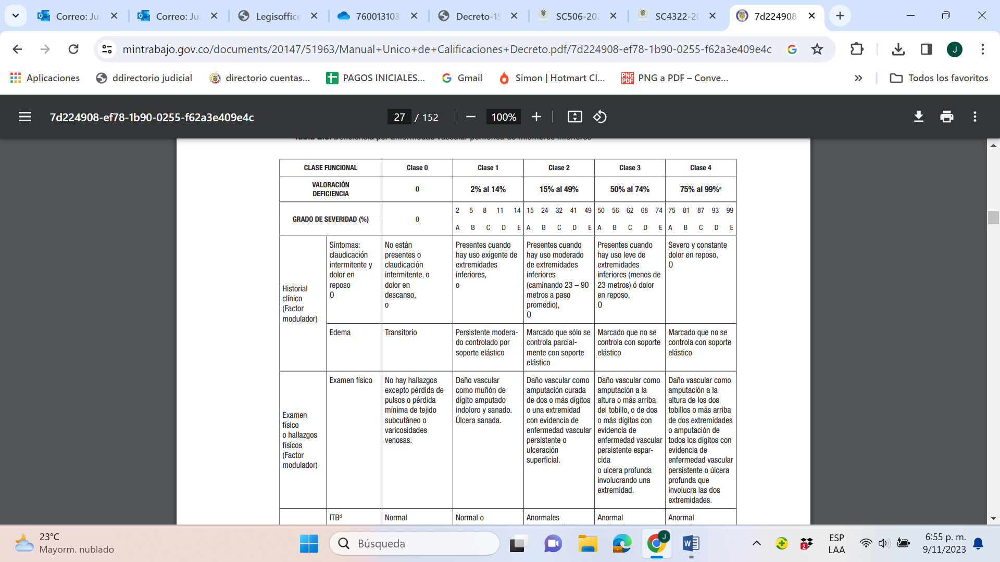 Correo: Ju
Correo: Ju
Legisoffice
760013103
Decreto-15
SC506-202
SC4322-20
7d224908-
mintrabajo.gov.co/documents/20147/51963/Manual+Unico+de+Calificaciones+Decreto.pdf/7d224908-ef78-1b90-0255-f62a3e409e4c
J
Aplicaciones
ddirectorio judicial
directorio cuentas...
PAGOS INICIALES...
Gmail
Simon | Hotmart Cl...
PNG a PDF – Conve...
Todos los favoritos
7d224908-ef78-1b90-0255-f62a3e409e4c
27 / 152
100%
CLASE FUNCIONAL Clase 0 Clase 1 Clase 2 Clase 3 Clase 4
VALORACIÓN
DEFICIENCIA
0 2% al 14% 15% al 49% 50% al 74% 75% al 99%ª
GRADO DE SEVERIDAD (%)
0
2 5 8 11 14
A B C D E
15 24 32 41 49
A B C D E
50 56 62 68 74
A B C D E
75 81 87 93 99
A B C D E
Historial
clínico
(Factor
modulador)
Síntomas:
claudicación
intermitente y
dolor en
reposo
O
No están
presentes o
claudicación
intermitente, o
dolor en
descanso,
o
Presentes cuando
hay uso exigente de
extremidades
inferiores,
o
Presentes cuando
hay uso moderado
de extremidades
inferiores
(caminando 23 – 90
metros a paso
promedio),
O
Presentes cuando
hay uso leve de
extremidades
inferiores (menos de
23 metros) ó dolor
en reposo,
O
Severo y constante
dolor en reposo,
O
Edema
Transitorio
Persistente modera-
do controlado por
soporte elástico
Marcado que sólo se
controla parcial-
mente con soporte
elástico
Marcado que no se
controla con soporte
elástico
Marcado que no se
controla con soporte
elástico
Examen
físico
o hallazgos
físicos
(Factor
modulador)
Examen físico
No hay hallazgos
excepto pérdida de
pulsos o pérdida
mínima de tejido
subcutáneo o
varicosidades
venosas.
Daño vascular
como muñón de
dígito amputado
indoloro y sanado.
Úlcera sanada.
Daño vascular como
amputación curada
de dos o más dígitos
o una extremidad
con evidencia de
enfermedad vascular
persistente o
ulceración
superficial.
Daño vascular como
amputación a la
altura o más arriba
del tobillo, o de dos
o más dígitos con
evidencia de
enfermedad vascular
persistente espar-
cida
o ulcera profunda
involucrando una
extremidad.
Daño vascular como
amputación a la
altura de los dos
tobillos o más arriba
de dos extremidades
o amputación de
todos los dígitos con
evidencia de
enfermedad vascular
persistente o úlcera
profunda que
involucra las dos
extremidades.
ITBᵈ
Normal
Normal o
Anormales
Anormal
Anormal
23°C
Mayorm. nublado
Búsqueda
J
2
ESP
LAA
6:55 p. m.
9/11/2023